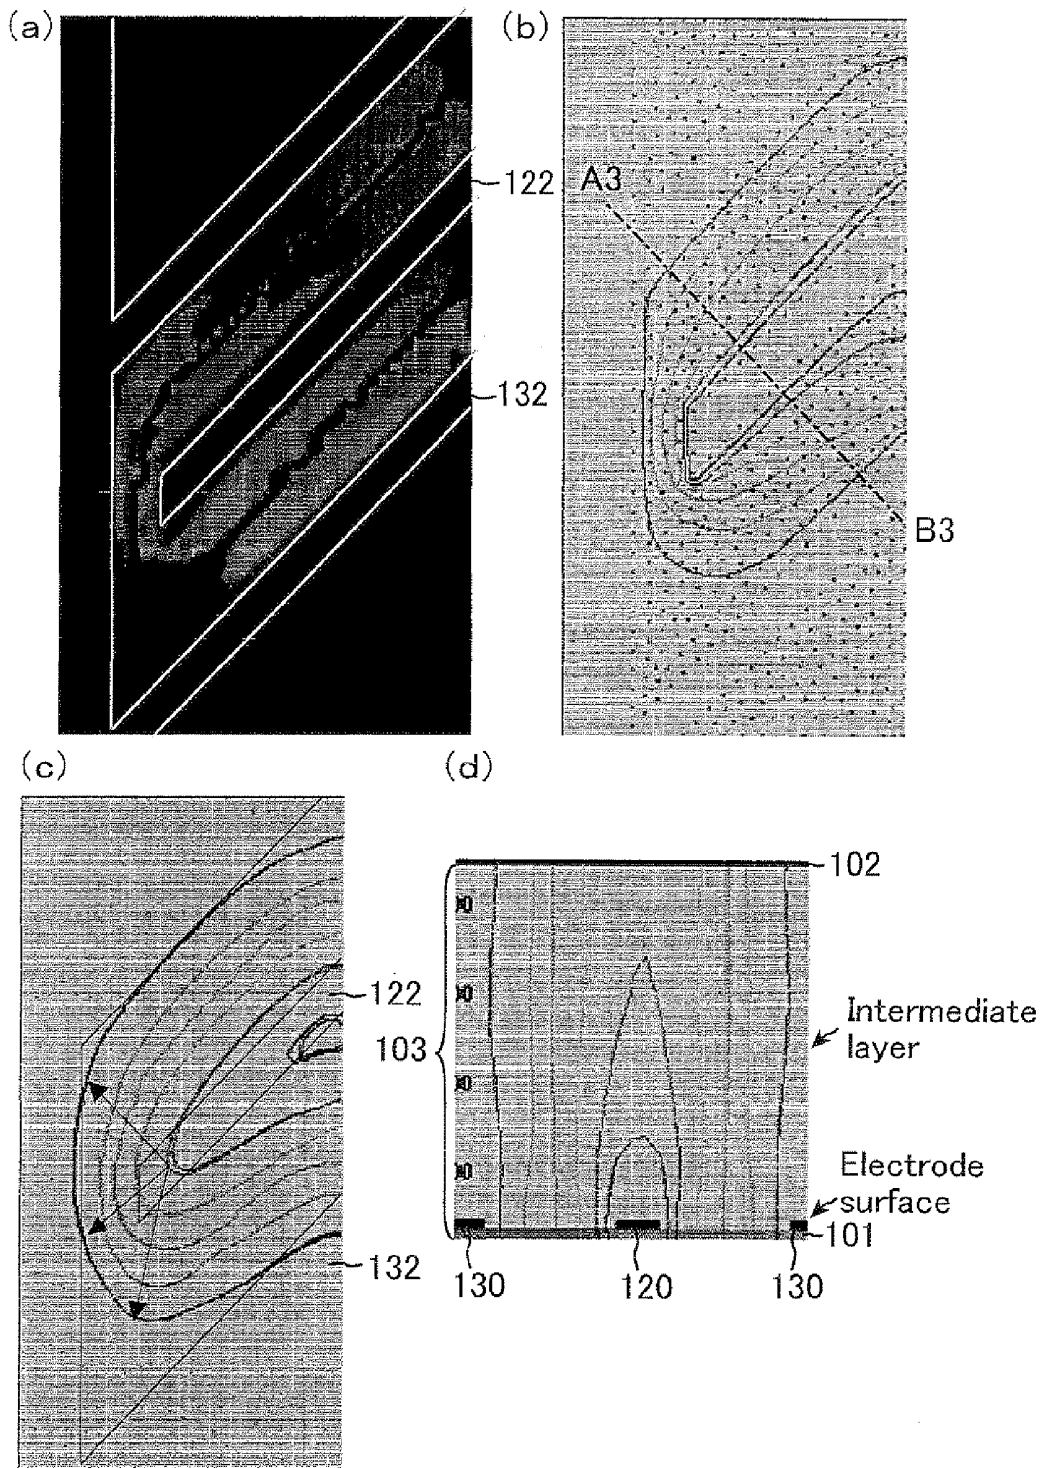 (a)
(b)
122
132
A3
B3
(c)
(d)
122
132
102
103
Intermediate
layer
Electrode
surface
101
130
120
130